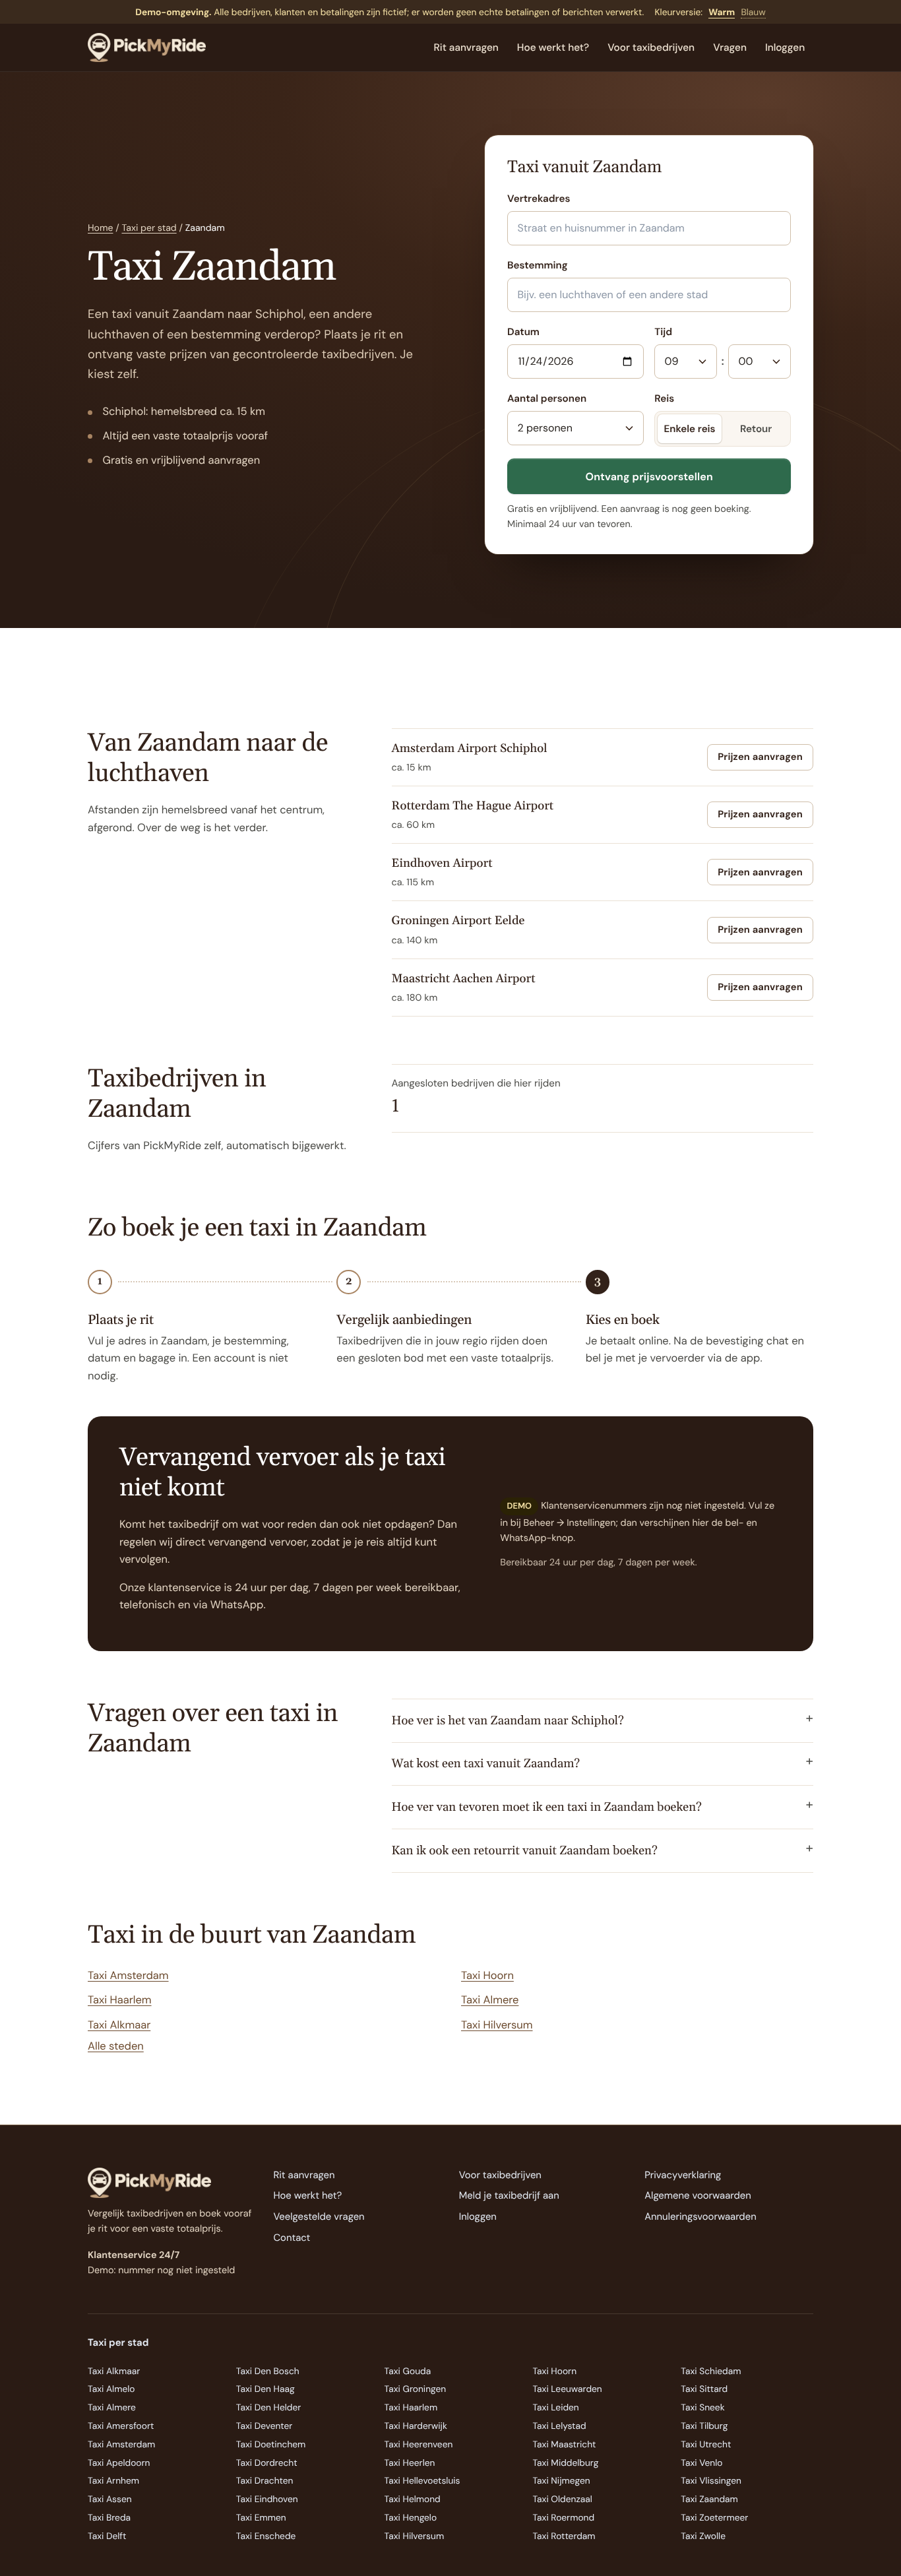 Demo-omgeving. Alle bedrijven, klanten en betalingen zijn fictief; er worden geen echte betalingen of berichten verwerkt. Kleurversie: Warm Blauw
PickMyRide
Rit aanvragen
Hoe werkt het?
Voor taxibedrijven
Vragen
Inloggen
Home / Taxi per stad / Zaandam
Taxi Zaandam
Een taxi vanuit Zaandam naar Schiphol, een andere
luchthaven of een bestemming verderop? Plaats je rit en
ontvang vaste prijzen van gecontroleerde taxibedrijven. Je
kiest zelf.
Schiphol: hemelsbreed ca. 15 km
Altijd een vaste totaalprijs vooraf
Gratis en vrijblijvend aanvragen
Taxi vanuit Zaandam
Vertrekadres
Straat en huisnummer in Zaandam
Bestemming
Bijv. een luchthaven of een andere stad
Datum
Tijd
11/24/2026
09 : 00
Aantal personen
Reis
2 personen
Enkele reis
Retour
Ontvang prijsvoorstellen
Gratis en vrijblijvend. Een aanvraag is nog geen boeking.
Minimaal 24 uur van tevoren.
Van Zaandam naar de
luchthaven
Afstanden zijn hemelsbreed vanaf het centrum,
afgerond. Over de weg is het verder.
Amsterdam Airport Schiphol
ca. 15 km
Prijzen aanvragen
Rotterdam The Hague Airport
ca. 60 km
Prijzen aanvragen
Eindhoven Airport
ca. 115 km
Prijzen aanvragen
Groningen Airport Eelde
ca. 140 km
Prijzen aanvragen
Maastricht Aachen Airport
ca. 180 km
Prijzen aanvragen
Taxibedrijven in
Zaandam
Cijfers van PickMyRide zelf, automatisch bijgewerkt.
Aangesloten bedrijven die hier rijden
1
Zo boek je een taxi in Zaandam
1
2
3
Plaats je rit
Vul je adres in Zaandam, je bestemming,
datum en bagage in. Een account is niet
nodig.
Vergelijk aanbiedingen
Taxibedrijven die in jouw regio rijden doen
een gesloten bod met een vaste totaalprijs.
Kies en boek
Je betaalt online. Na de bevestiging chat en
bel je met je vervoerder via de app.
Vervangend vervoer als je taxi
niet komt
Komt het taxibedrijf om wat voor reden dan ook niet opdagen? Dan
regelen wij direct vervangend vervoer, zodat je je reis altijd kunt
vervolgen.
Onze klantenservice is 24 uur per dag, 7 dagen per week bereikbaar,
telefonisch en via WhatsApp.
DEMO Klantenservicenummers zijn nog niet ingesteld. Vul ze
in bij Beheer → Instellingen; dan verschijnen hier de bel- en
WhatsApp-knop.
Bereikbaar 24 uur per dag, 7 dagen per week.
Vragen over een taxi in
Zaandam
Hoe ver is het van Zaandam naar Schiphol? +
Wat kost een taxi vanuit Zaandam? +
Hoe ver van tevoren moet ik een taxi in Zaandam boeken? +
Kan ik ook een retourrit vanuit Zaandam boeken? +
Taxi in de buurt van Zaandam
Taxi Amsterdam
Taxi Haarlem
Taxi Alkmaar
Alle steden
Taxi Hoorn
Taxi Almere
Taxi Hilversum
PickMyRide
Vergelijk taxibedrijven en boek vooraf
je rit voor een vaste totaalprijs.
Klantenservice 24/7
Demo: nummer nog niet ingesteld
Rit aanvragen
Hoe werkt het?
Veelgestelde vragen
Contact
Voor taxibedrijven
Meld je taxibedrijf aan
Inloggen
Privacyverklaring
Algemene voorwaarden
Annuleringsvoorwaarden
Taxi per stad
Taxi Alkmaar
Taxi Almelo
Taxi Almere
Taxi Amersfoort
Taxi Amsterdam
Taxi Apeldoorn
Taxi Arnhem
Taxi Assen
Taxi Breda
Taxi Delft
Taxi Den Bosch
Taxi Den Haag
Taxi Den Helder
Taxi Deventer
Taxi Doetinchem
Taxi Dordrecht
Taxi Drachten
Taxi Eindhoven
Taxi Emmen
Taxi Enschede
Taxi Gouda
Taxi Groningen
Taxi Haarlem
Taxi Harderwijk
Taxi Heerenveen
Taxi Heerlen
Taxi Hellevoetsluis
Taxi Helmond
Taxi Hengelo
Taxi Hilversum
Taxi Hoorn
Taxi Leeuwarden
Taxi Leiden
Taxi Lelystad
Taxi Maastricht
Taxi Middelburg
Taxi Nijmegen
Taxi Oldenzaal
Taxi Roermond
Taxi Rotterdam
Taxi Schiedam
Taxi Sittard
Taxi Sneek
Taxi Tilburg
Taxi Utrecht
Taxi Venlo
Taxi Vlissingen
Taxi Zaandam
Taxi Zoetermeer
Taxi Zwolle